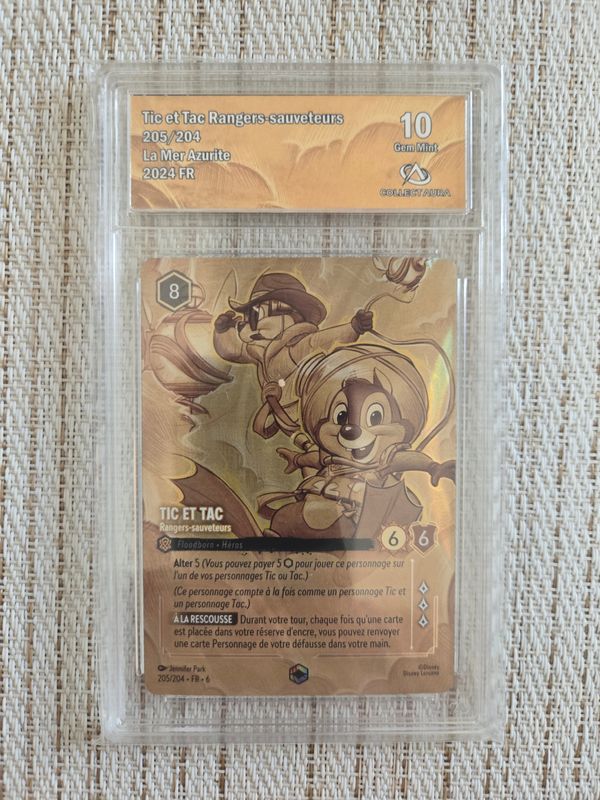 Tic et Tac Rangers-sauveteurs
205/204
La Mer Azurite
2024 FR
10
Gem Mint
COLLECT AURA
8
TIC ET TAC
Rangers-sauveteurs
6 6
Floodborn • Héros
Alter 5 (Vous pouvez payer 5 pour jouer ce personnage sur
l'un de vos personnages Tic ou Tac.)
(Ce personnage compte à la fois comme un personnage Tic et
un personnage Tac.)
À LA RESCOUSSE Durant votre tour, chaque fois qu'une carte
est placée dans votre réserve d'encre, vous pouvez renvoyer
une carte Personnage de votre défausse dans votre main.
Jennifer Park
205/204 • FR • 6
©Disney
Disney Lorcana